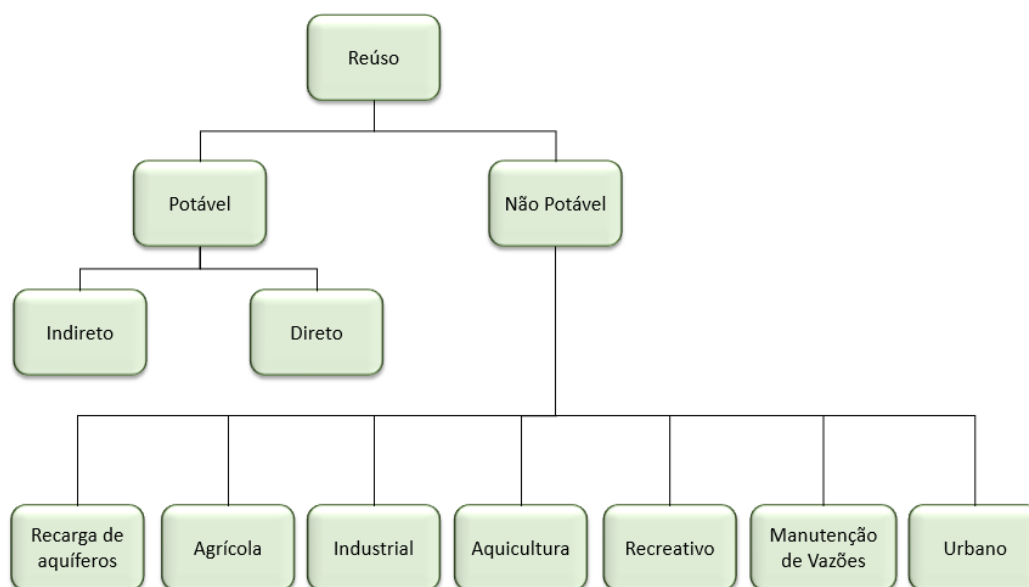 Reúso
Potável
Não Potável
Indireto
Direto
Recarga de
aquíferos
Agrícola
Industrial
Aquicultura
Recreativo
Manutenção
de Vazões
Urbano